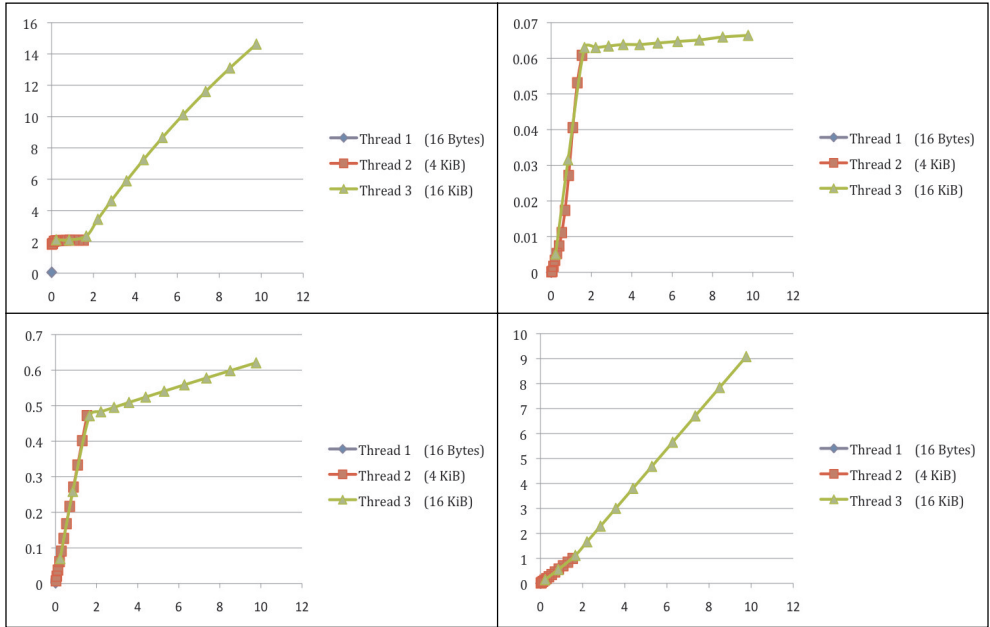 16
14
12
10
8
6
4
2
0
0 2 4 6 8 10 12
Thread 1 (16 Bytes)
Thread 2 (4 KiB)
Thread 3 (16 KiB)
0.07
0.06
0.05
0.04
0.03
0.02
0.01
0
0 2 4 6 8 10 12
Thread 1 (16 Bytes)
Thread 2 (4 KiB)
Thread 3 (16 KiB)
0.7
0.6
0.5
0.4
0.3
0.2
0.1
0
0 2 4 6 8 10 12
Thread 1 (16 Bytes)
Thread 2 (4 KiB)
Thread 3 (16 KiB)
10
9
8
7
6
5
4
3
2
1
0
0 2 4 6 8 10 12
Thread 1 (16 Bytes)
Thread 2 (4 KiB)
Thread 3 (16 KiB)